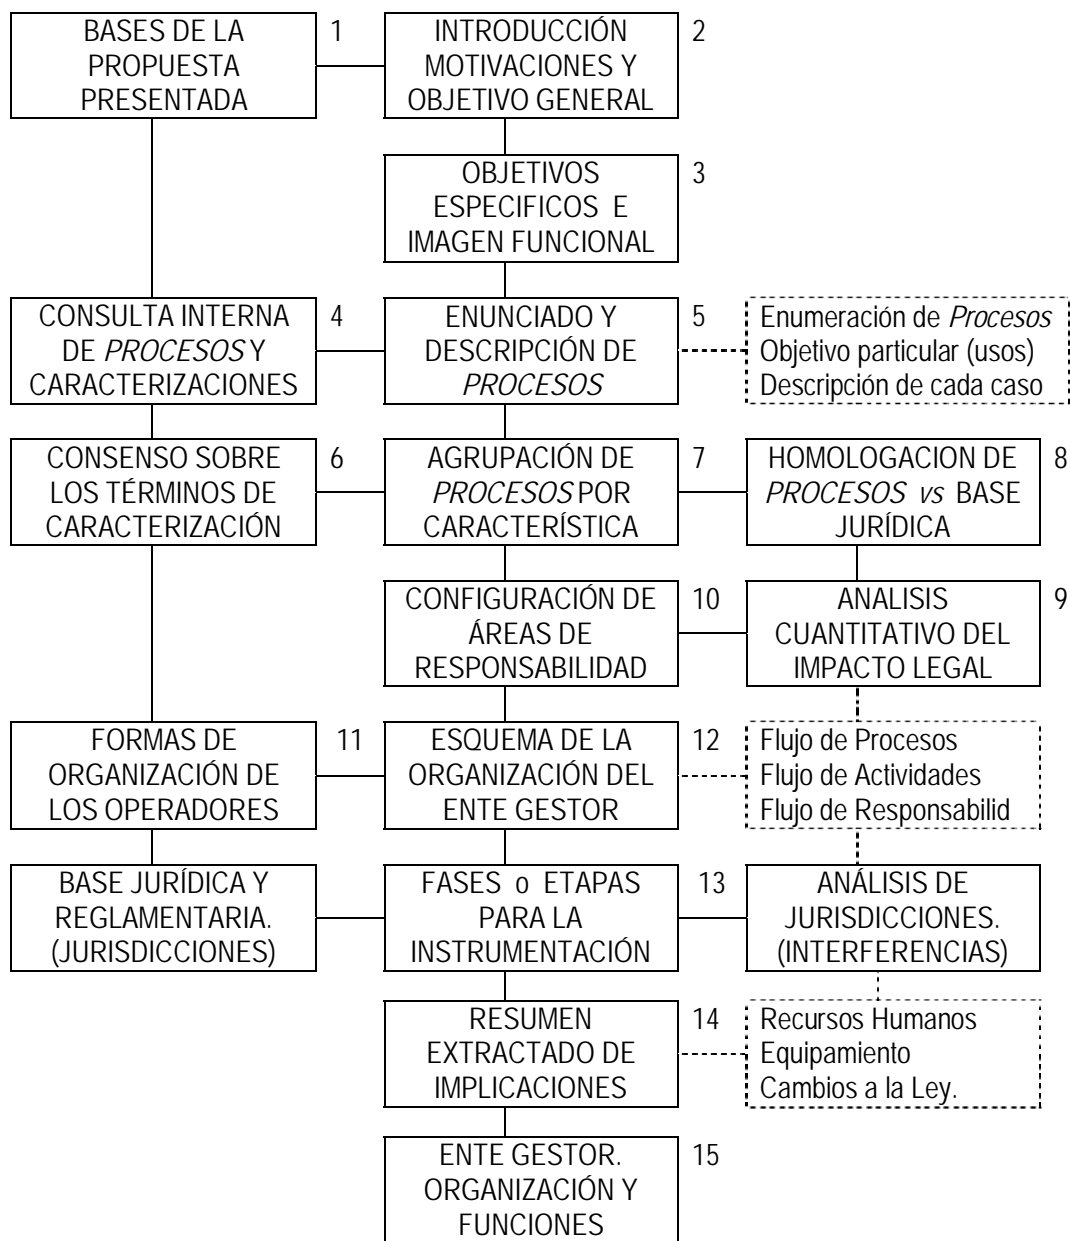 BASES DE LA
PROPUESTA
PRESENTADA
1
INTRODUCCIÓN
MOTIVACIONES Y
OBJETIVO GENERAL
2
OBJETIVOS
ESPECIFICOS E
IMAGEN FUNCIONAL
3
CONSULTA INTERNA
DE PROCESOS Y
CARACTERIZACIONES
4
ENUNCIADO Y
DESCRIPCIÓN DE
PROCESOS
5
Enumeración de Procesos
Objetivo particular (usos)
Descripción de cada caso
CONSENSO SOBRE
LOS TÉRMINOS DE
CARACTERIZACIÓN
6
AGRUPACIÓN DE
PROCESOS POR
CARACTERÍSTICA
7
HOMOLOGACION DE
PROCESOS vs BASE
JURÍDICA
8
CONFIGURACIÓN DE
ÁREAS DE
RESPONSABILIDAD
10
ANALISIS
CUANTITATIVO DEL
IMPACTO LEGAL
9
FORMAS DE
ORGANIZACIÓN DE
LOS OPERADORES
11
ESQUEMA DE LA
ORGANIZACIÓN DEL
ENTE GESTOR
12
Flujo de Procesos
Flujo de Actividades
Flujo de Responsabilid
BASE JURÍDICA Y
REGLAMENTARIA.
(JURISDICCIONES)
FASES o ETAPAS
PARA LA
INSTRUMENTACIÓN
13
ANÁLISIS DE
JURISDICCIONES.
(INTERFERENCIAS)
RESUMEN
EXTRACTADO DE
IMPLICACIONES
14
Recursos Humanos
Equipamiento
Cambios a la Ley.
ENTE GESTOR.
ORGANIZACIÓN Y
FUNCIONES
15